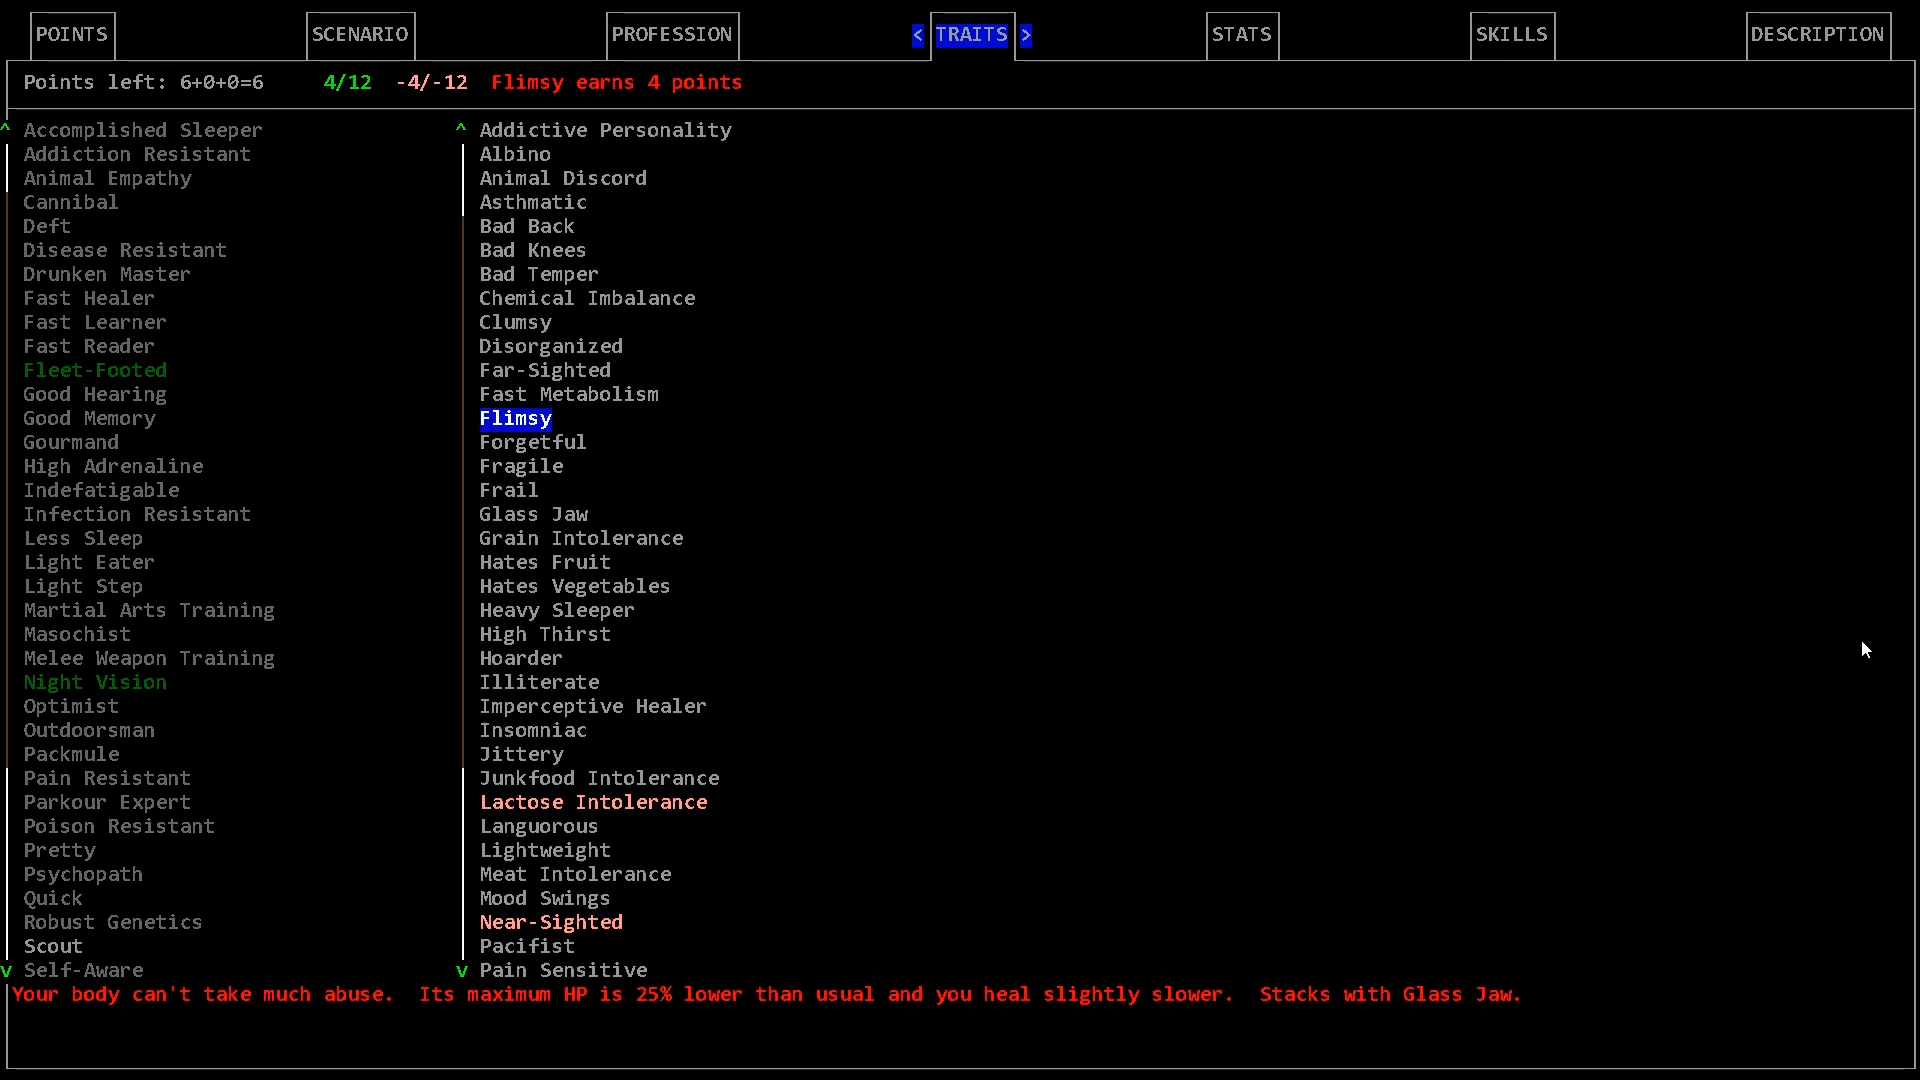 POINTS SCENARIO PROFESSION < TRAITS > STATS SKILLS DESCRIPTION
Points left: 6+0+0=6 4/12 -4/-12 Flimsy earns 4 points
^ Accomplished Sleeper ^ Addictive Personality
Addiction Resistant Albino
Animal Empathy Animal Discord
Cannibal Asthmatic
Deft Bad Back
Disease Resistant Bad Knees
Drunken Master Bad Temper
Fast Healer Chemical Imbalance
Fast Learner Clumsy
Fast Reader Disorganized
Fleet-Footed Far-Sighted
Good Hearing Fast Metabolism
Good Memory Flimsy
Gourmand Forgetful
High Adrenaline Fragile
Indefatigable Frail
Infection Resistant Glass Jaw
Less Sleep Grain Intolerance
Light Eater Hates Fruit
Light Step Hates Vegetables
Martial Arts Training Heavy Sleeper
Masochist High Thirst
Melee Weapon Training Hoarder
Night Vision Illiterate
Optimist Imperceptive Healer
Outdoorsman Insomniac
Packmule Jittery
Pain Resistant Junkfood Intolerance
Parkour Expert Lactose Intolerance
Poison Resistant Languorous
Pretty Lightweight
Psychopath Meat Intolerance
Quick Mood Swings
Robust Genetics Near-Sighted
Scout Pacifist
v Self-Aware v Pain Sensitive
Your body can't take much abuse. Its maximum HP is 25% lower than usual and you heal slightly slower. Stacks with Glass Jaw.